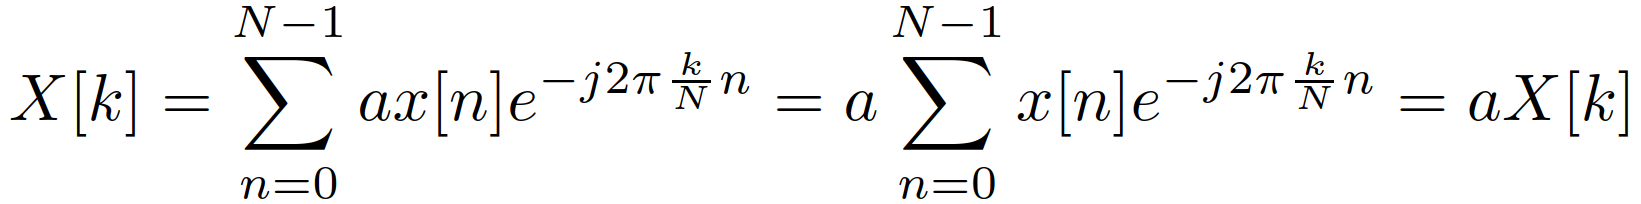 X[k] = \sum_{n=0}^{N-1} ax[n]e^{-j2\pi\frac{k}{N}n} = a \sum_{n=0}^{N-1} x[n]e^{-j2\pi\frac{k}{N}n} = aX[k]